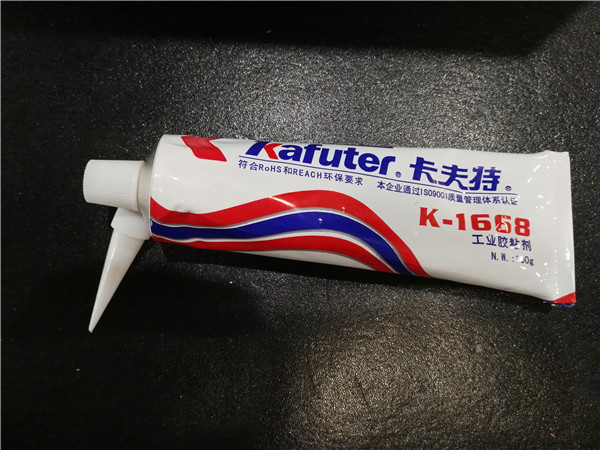 Kafuter® 卡夫特®
符合RoHS和REACH环保要求 本企业通过ISO9001质量管理体系认证
K-1668
工业胶粘剂
N.W.: